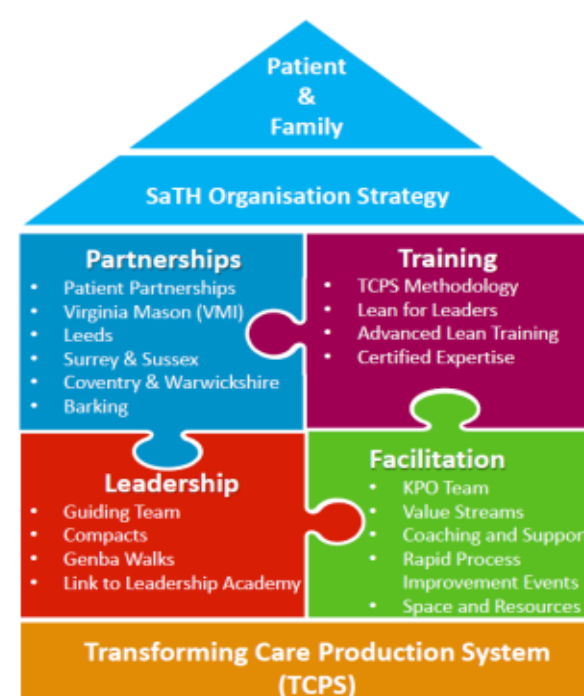 Patient
&
Family
SaTH Organisation Strategy
Partnerships
• Patient Partnerships
• Virginia Mason (VMI)
• Leeds
• Surrey & Sussex
• Coventry & Warwickshire
• Barking
Training
• TCPS Methodology
• Lean for Leaders
• Advanced Lean Training
• Certified Expertise
Leadership
• Guiding Team
• Compacts
• Genba Walks
• Link to Leadership Academy
Facilitation
• KPO Team
• Value Streams
• Coaching and Support
• Rapid Process
Improvement Events
• Space and Resources
Transforming Care Production System
(TCPS)